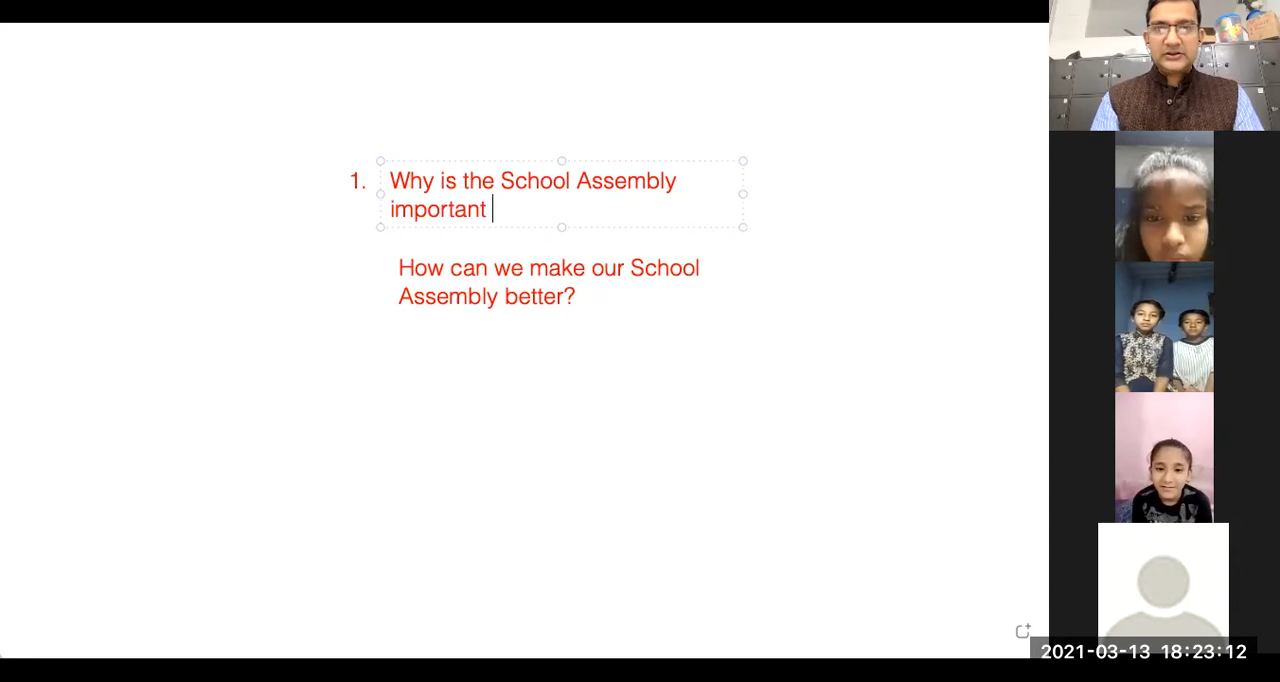 1. Why is the School Assembly
important
How can we make our School
Assembly better?
2021-03-13 18:23:12